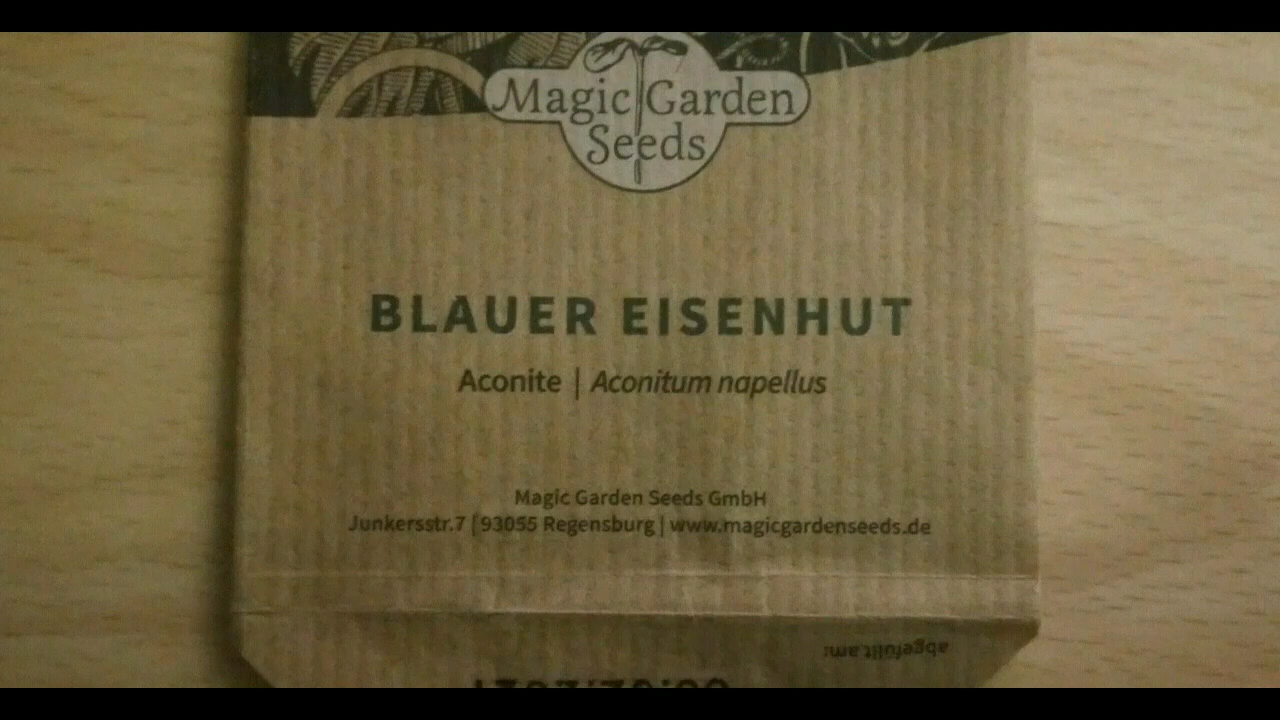 Magic Garden
Seeds
BLAUER EISENHUT
Aconite | Aconitum napellus
Magic Garden Seeds GmbH
Junkersstr.7 | 93055 Regensburg | www.magicgardenseeds.de
abgefüllt am: